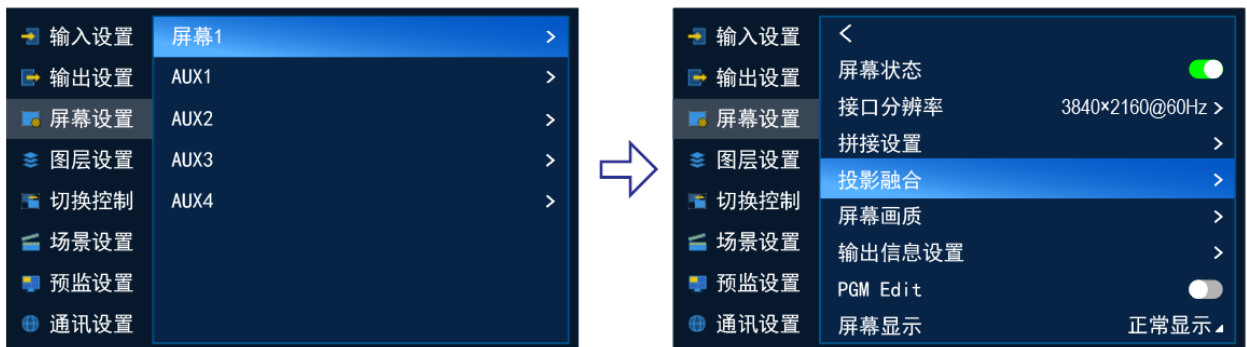 输入设置
输出设置
屏幕设置
图层设置
切换控制
场景设置
预监设置
通讯设置
屏幕1 >
AUX1 >
AUX2 >
AUX3 >
AUX4 >
输入设置
输出设置
屏幕设置
图层设置
切换控制
场景设置
预监设置
通讯设置
<
屏幕状态
接口分辨率 3840×2160@60Hz >
拼接设置 >
投影融合 >
屏幕画质 >
输出信息设置 >
PGM Edit
屏幕显示 正常显示